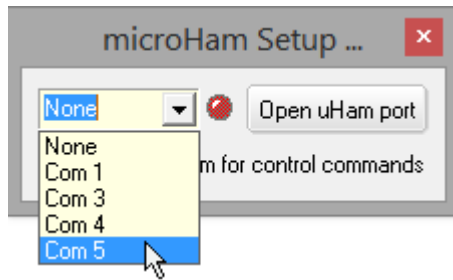 microHam Setup ...
None
Open uHam port
None
Com 1
m for control commands
Com 3
Com 4
Com 5